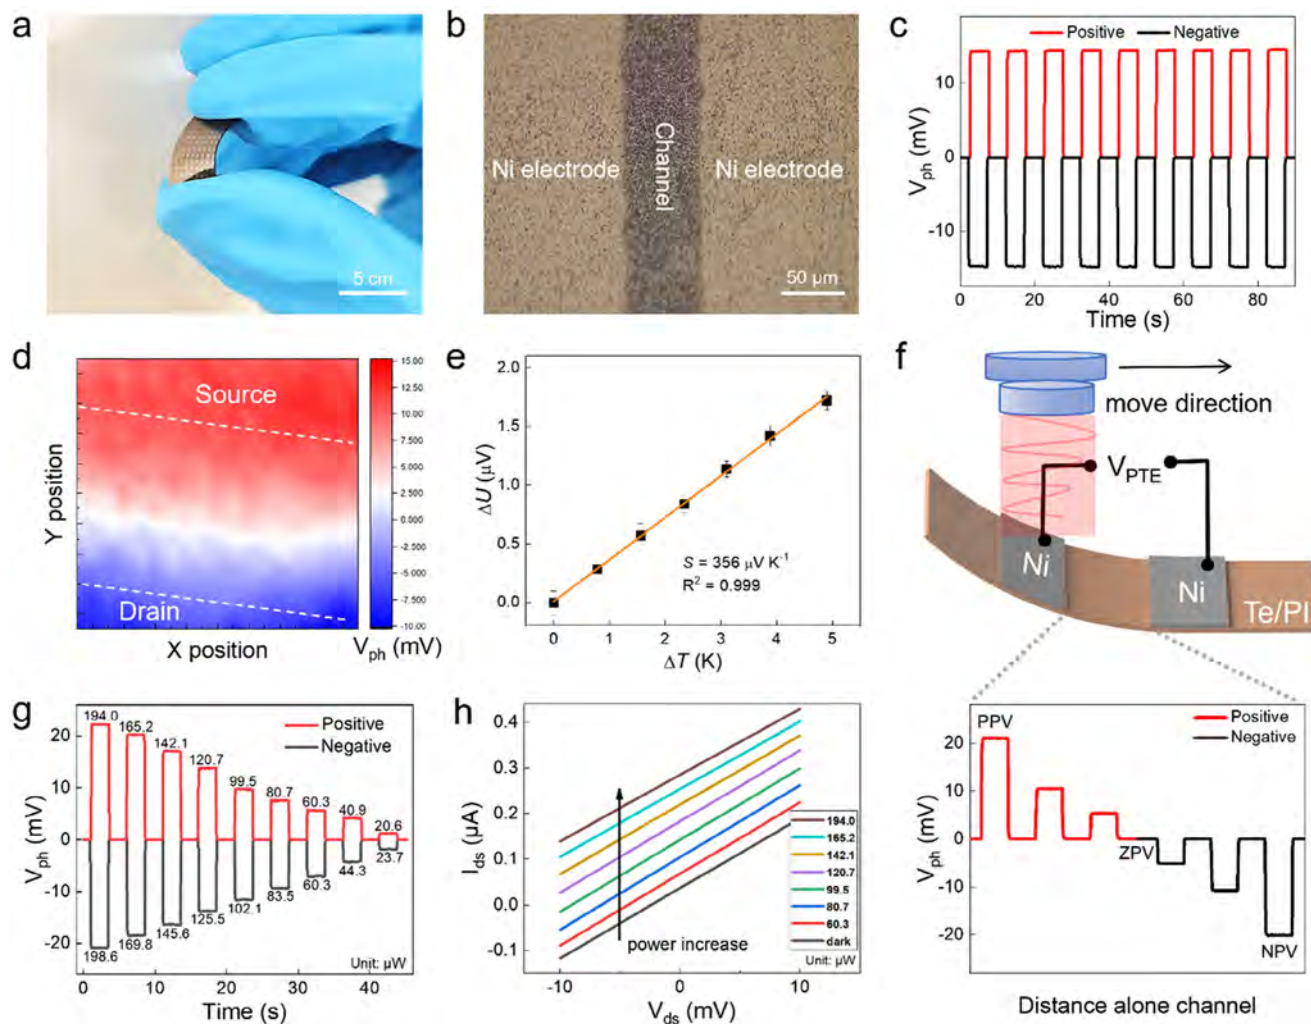 a
5 cm
b
Ni electrode
Channel
Ni electrode
50 µm
c
Positive
Negative
10
0
-10
V_ph (mV)
0 20 40 60 80
Time (s)
d
Source
Drain
Y position
X position
15.00
12.50
10.00
7.500
5.000
2.500
0.000
-2.500
-5.000
-7.500
-10.00
V_ph (mV)
e
2.0
1.5
1.0
0.5
0.0
ΔU (µV)
S = 356 µV K⁻¹
R² = 0.999
0 1 2 3 4 5
ΔT (K)
f
move direction
V_PTE
Ni
Ni
Te/PI
PPV
Positive
Negative
20
10
0
-10
-20
V_ph (mV)
ZPV
NPV
Distance alone channel
g
194.0
165.2
142.1
120.7
99.5
80.7
60.3
40.9
20.6
Positive
Negative
20
10
0
10
-20
V_ph (mV)
198.6
169.8
145.6
125.5
102.1
83.5
60.3
44.3
23.7
Unit: µW
0 10 20 30 40
Time (s)
h
0.4
0.3
0.2
0.1
0.0
-0.1
I_ds (µA)
194.0
165.2
142.1
120.7
99.5
80.7
60.3
dark
power increase
Unit: µW
-10 0 10
V_ds (mV)